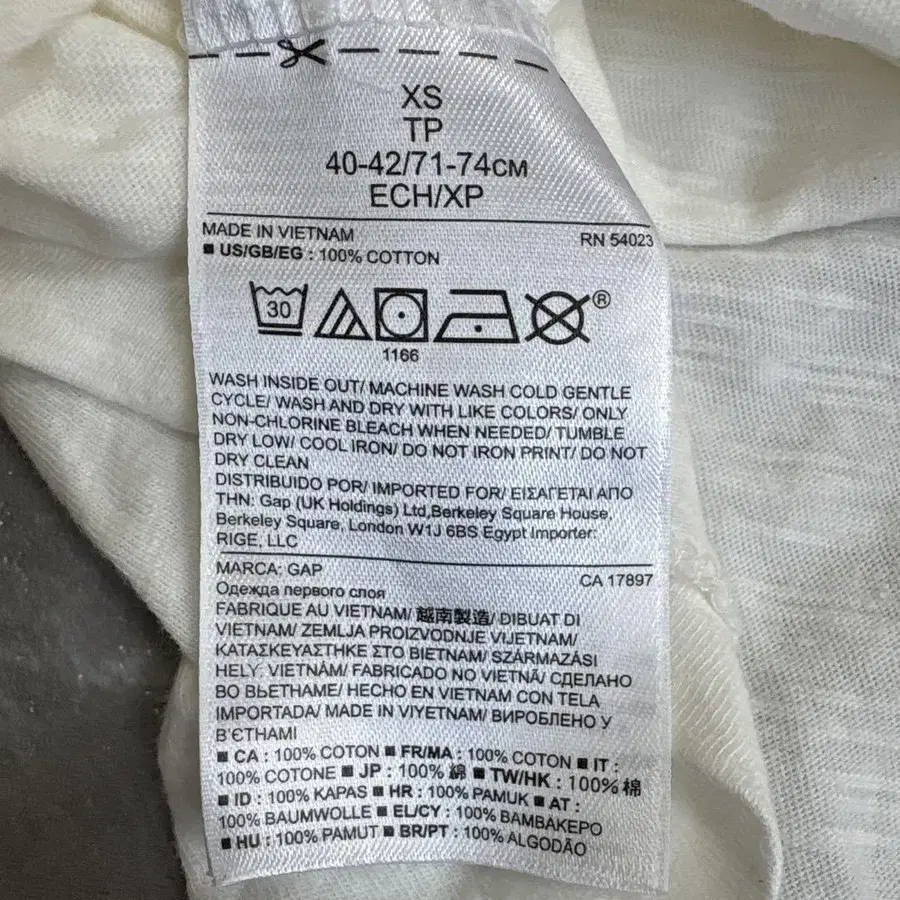 XS
TP
40-42/71-74CM
ECH/XP
MADE IN VIETNAM
RN 54023
■ US/GB/EG : 100% COTTON
30
®
1166
WASH INSIDE OUT/ MACHINE WASH COLD GENTLE
CYCLE/ WASH AND DRY WITH LIKE COLORS/ ONLY
NON-CHLORINE BLEACH WHEN NEEDED/ TUMBLE
DRY LOW/ COOL IRON/ DO NOT IRON PRINT/ DO NOT
DRY CLEAN
DISTRIBUIDO POR/ IMPORTED FOR/ ΕΙΣΑΓΕΤΑΙ ΑΠΟ
ΤΗΝ: Gap (UK Holdings) Ltd,Berkeley Square House,
Berkeley Square, London W1J 6BS Egypt Importer:
RIGE, LLC
MARCA: GAP
CA 17897
Одежда первого слоя
FABRIQUE AU VIETNAM/ 越南製造/ DIBUAT DI
VIETNAM/ ZEMLJA PROIZVODNJE VIJETNAM/
ΚΑΤΑΣΚΕΥΑΣΤΗΚΕ ΣΤΟ ΒΙΕΤΝΑΜ/ SZÁRMAZÁSI
HELY: VIETNÁM/ FABRICADO NO VIETNÃ/ СДЕЛАНО
ВО ВЬЕТНАМЕ/ HECHO EN VIETNAM CON TELA
IMPORTADA/ MADE IN VIYETNAM/ ВИРОБЛЕНО У
В'ЄТНАМІ
■ CA : 100% COTON ■ FR/MA : 100% COTON ■ IT :
100% COTONE ■ JP : 100% 綿 ■ TW/HK : 100% 棉
■ ID : 100% KAPAS ■ HR : 100% PAMUK ■ AT :
100% BAUMWOLLE ■ EL/CY : 100% ΒΑΜΒΑΚΕΡΟ
■ HU : 100% PAMUT ■ BR/PT : 100% ALGODÃO